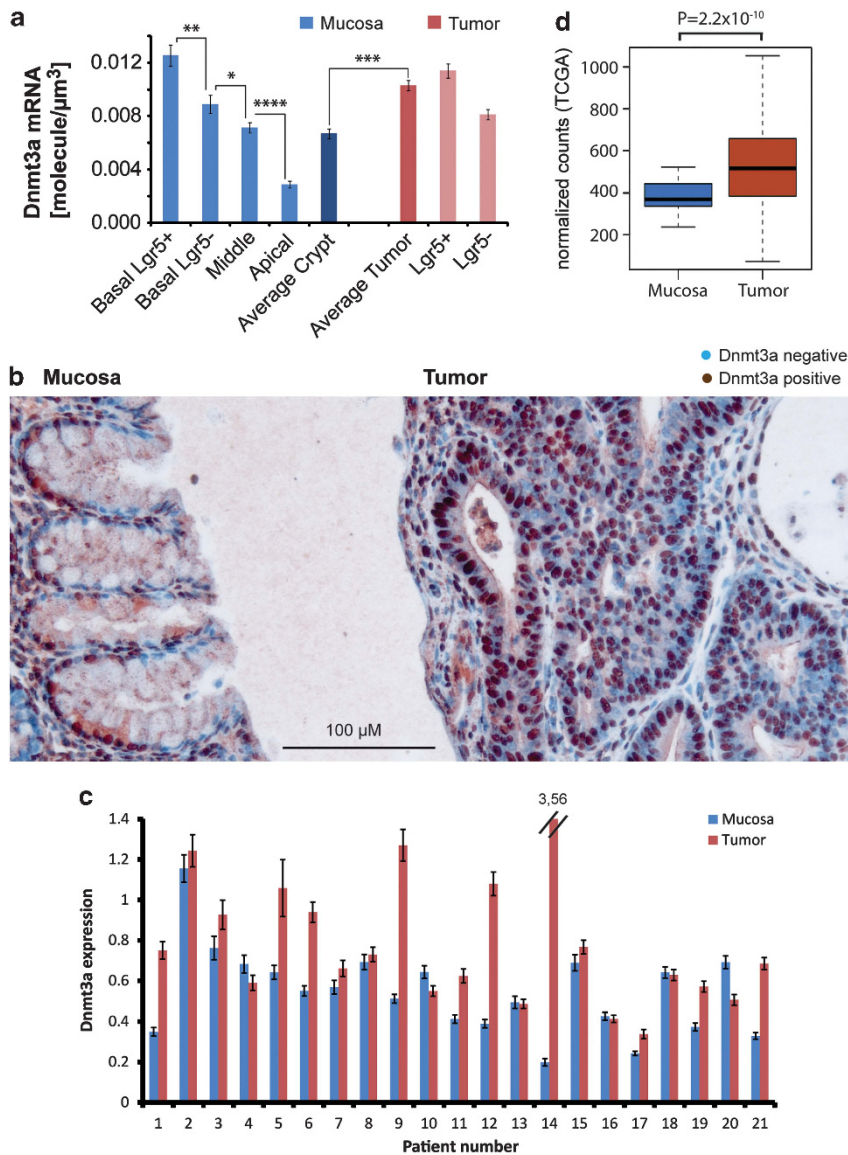 a
Mucosa
Tumor
Dnmt3a mRNA
[molecule/µm³]
0.012
0.008
0.004
0.000
**
*
****
***
Basal Lgr5+
Basal Lgr5-
Middle
Apical
Average Crypt
Average Tumor
Lgr5+
Lgr5-
d
P=2.2x10⁻¹⁰
normalized counts (TCGA)
1000
800
600
400
200
Mucosa
Tumor
Dnmt3a negative
Dnmt3a positive
b Mucosa
Tumor
100 µM
c
3,56
Mucosa
Tumor
Dnmt3a expression
1.4
1.2
1
0.8
0.6
0.4
0.2
0
1 2 3 4 5 6 7 8 9 10 11 12 13 14 15 16 17 18 19 20 21
Patient number